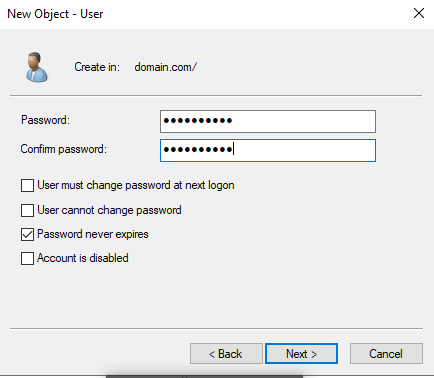 New Object - User
Create in: domain.com/
Password: ●●●●●●●●●●
Confirm password: ●●●●●●●●●●
User must change password at next logon
User cannot change password
Password never expires
Account is disabled
< Back Next > Cancel